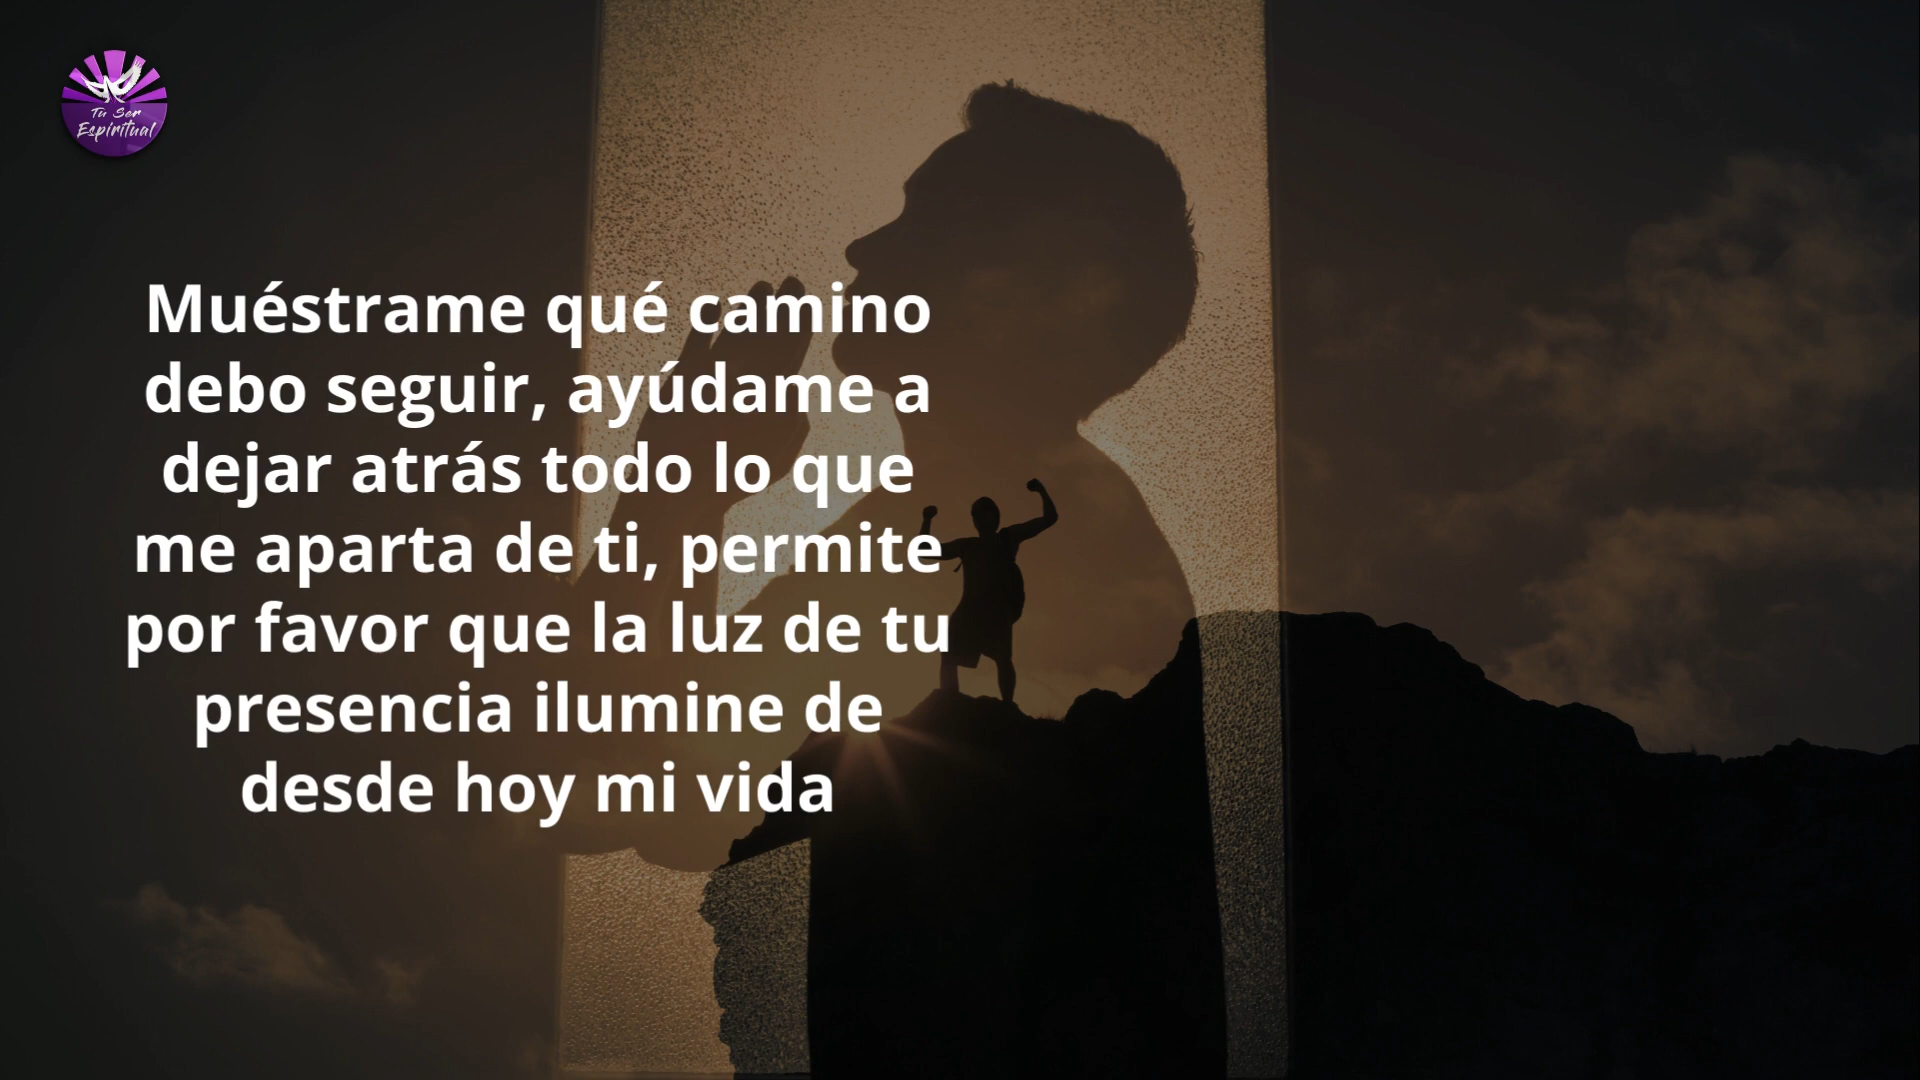 Tu Ser
Espiritual
Muéstrame qué camino
debo seguir, ayúdame a
dejar atrás todo lo que
me aparta de ti, permite
por favor que la luz de tu
presencia ilumine de
desde hoy mi vida